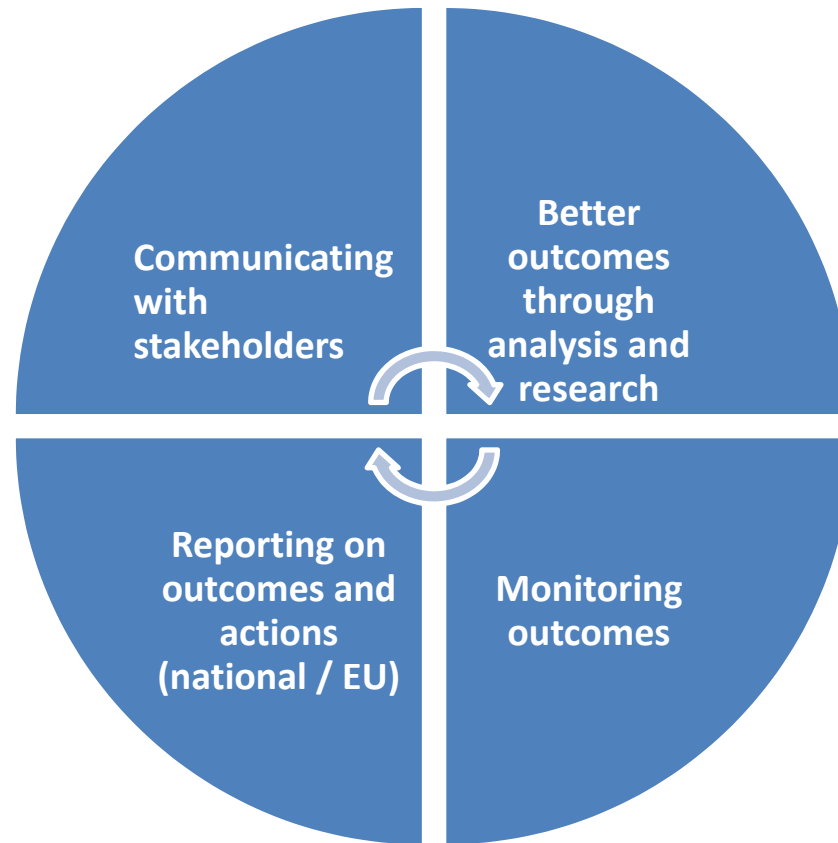 Communicating
with
stakeholders
Better
outcomes
through
analysis and
research
Reporting on
outcomes and
actions
(national / EU)
Monitoring
outcomes